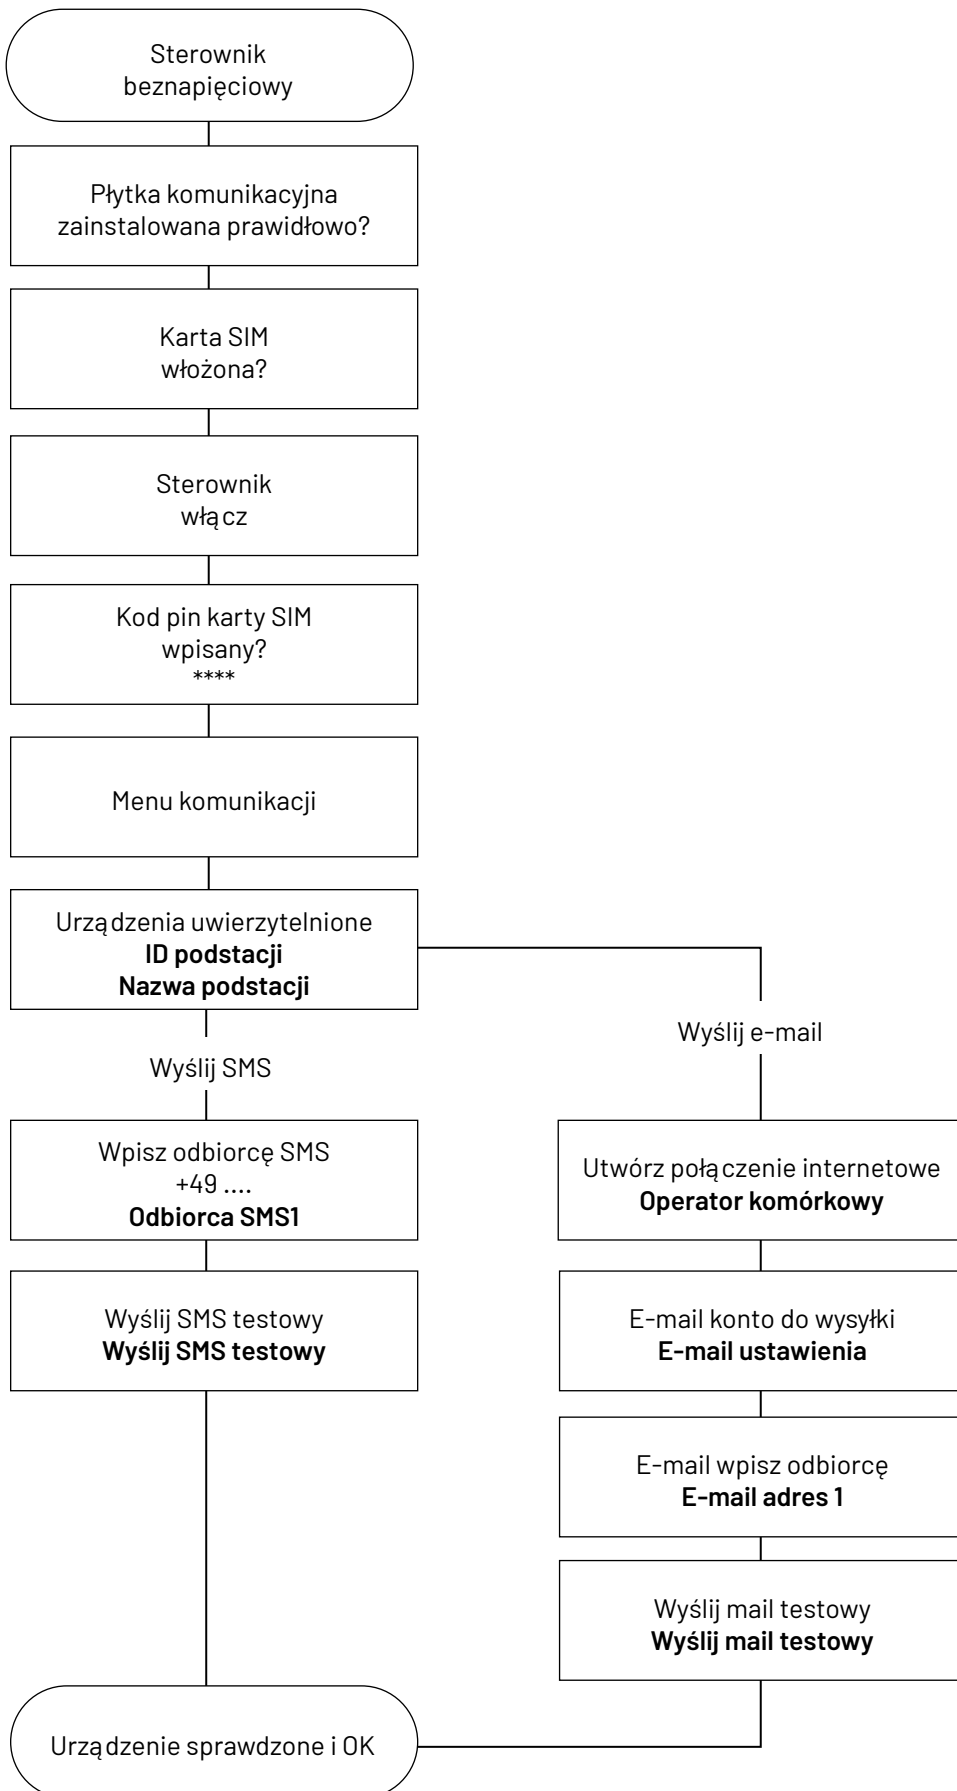 Sterownik
beznapięciowy
Płytka komunikacyjna
zainstalowana prawidłowo?
Karta SIM
włożona?
Sterownik
włącz
Kod pin karty SIM
wpisany?
****
Menu komunikacji
Urządzenia uwierzytelnione
ID podstacji
Nazwa podstacji
Wyślij SMS
Wpisz odbiorcę SMS
+49 ....
Odbiorca SMS1
Wyślij SMS testowy
Wyślij SMS testowy
Wyślij e-mail
Utwórz połączenie internetowe
Operator komórkowy
E-mail konto do wysyłki
E-mail ustawienia
E-mail wpisz odbiorcę
E-mail adres 1
Wyślij mail testowy
Wyślij mail testowy
Urządzenie sprawdzone i OK